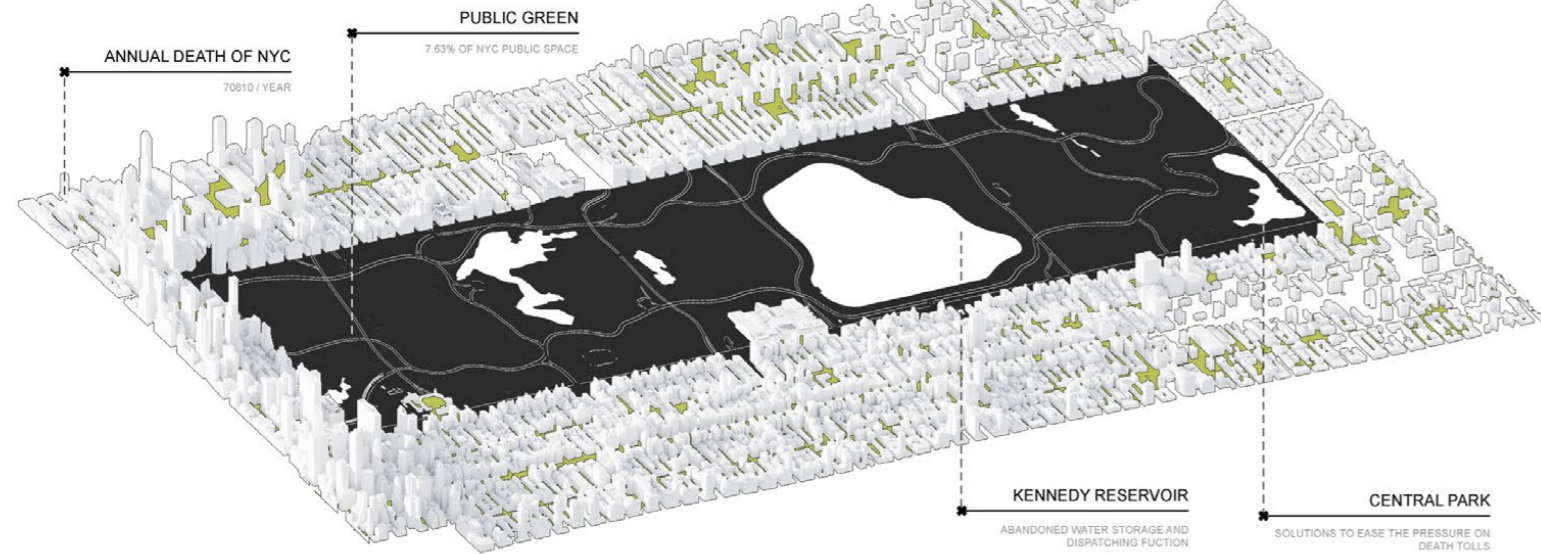 PUBLIC GREEN
7.63% OF NYC PUBLIC SPACE
ANNUAL DEATH OF NYC
70810 / YEAR
KENNEDY RESERVOIR
ABANDONED WATER STORAGE AND
DISPATCHING FUCTION
CENTRAL PARK
SOLUTIONS TO EASE THE PRESSURE ON
DEATH TOLLS